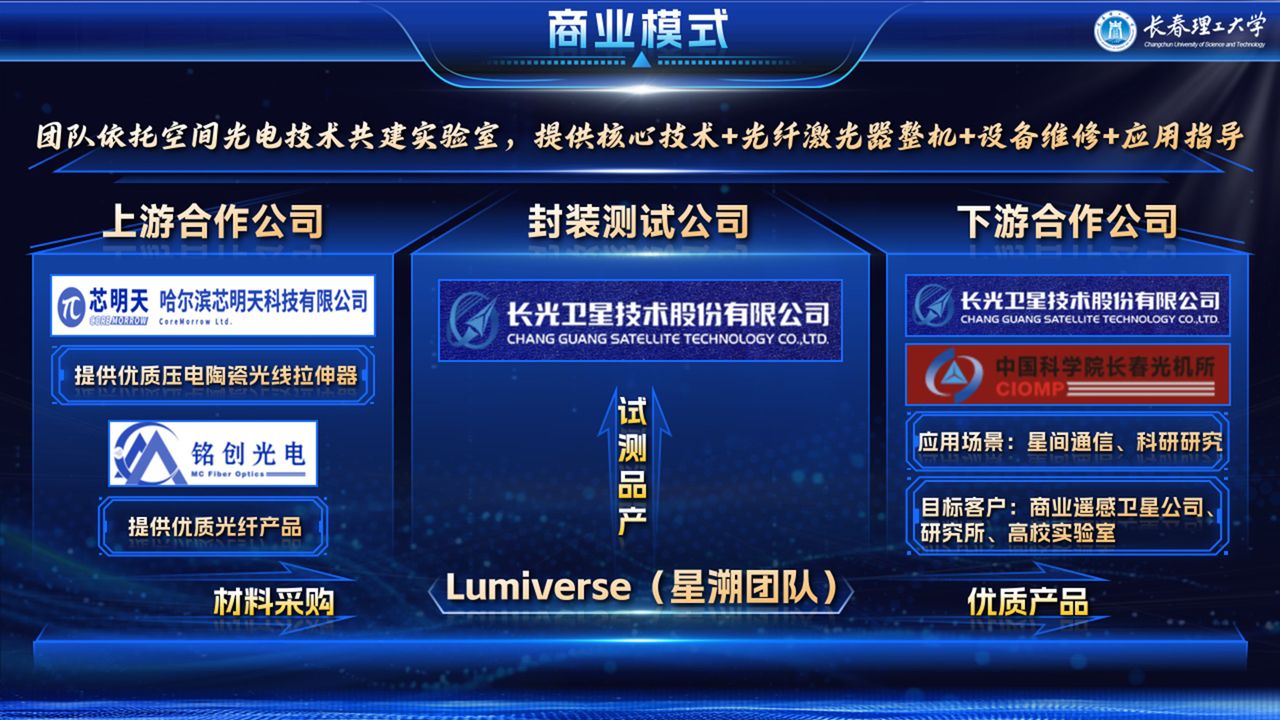 商业模式
长春理工大学
Changchun University of Science and Technology
团队依托空间光电技术共建实验室，提供核心技术+光纤激光器整机+设备维修+应用指导
上游合作公司
芯明天
CORE MORROW
哈尔滨芯明天科技有限公司
CoreMorrow Ltd.
提供优质压电陶瓷光线拉伸器
铭创光电
MC Fiber Optics
提供优质光纤产品
材料采购
封装测试公司
长光卫星技术股份有限公司
CHANG GUANG SATELLITE TECHNOLOGY CO.,LTD.
试测品产
Lumiverse（星溯团队）
下游合作公司
长光卫星技术股份有限公司
CHANG GUANG SATELLITE TECHNOLOGY CO.,LTD.
中国科学院长春光机所
CIOMP
应用场景：星间通信、科研研究
目标客户：商业遥感卫星公司、
研究所、高校实验室
优质产品